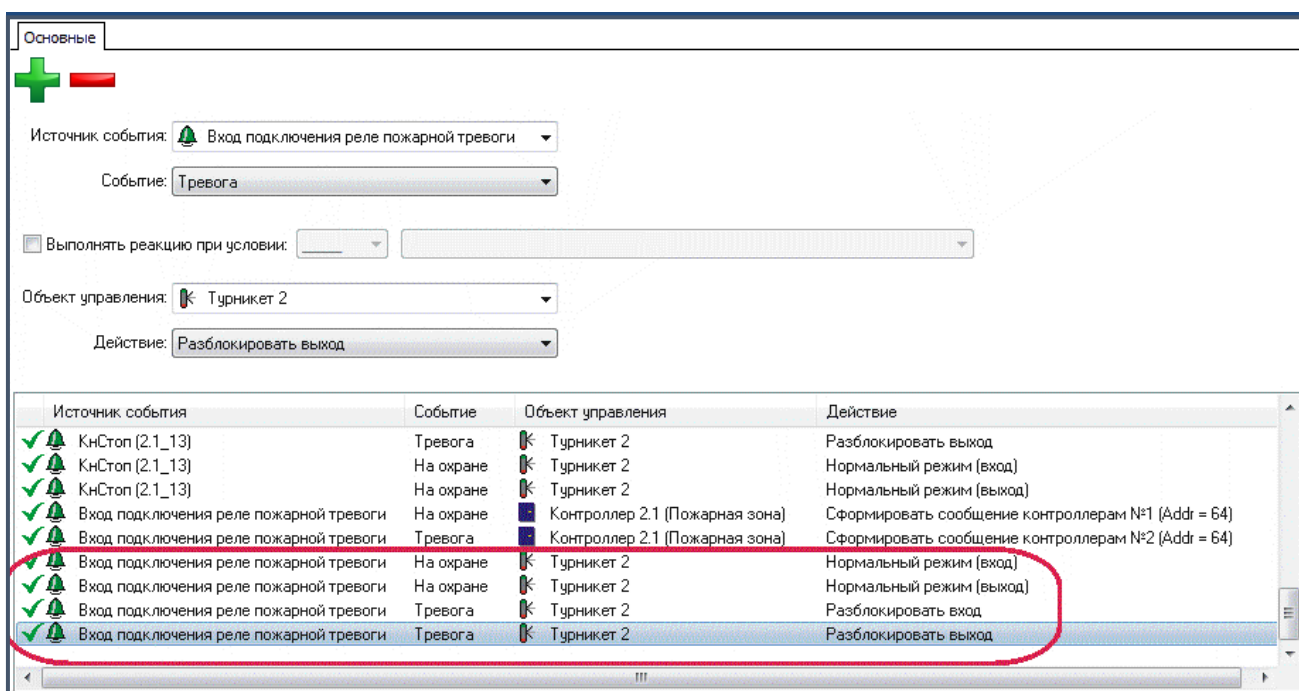 Основные
Источник события: Вход подключения реле пожарной тревоги
Событие: Тревога
Выполнять реакцию при условии:
Объект управления: Турникет 2
Действие: Разблокировать выход
Источник события Событие Объект управления Действие
КнСтоп (2.1_13) Тревога Турникет 2 Разблокировать выход
КнСтоп (2.1_13) На охране Турникет 2 Нормальный режим (вход)
КнСтоп (2.1_13) На охране Турникет 2 Нормальный режим (выход)
Вход подключения реле пожарной тревоги На охране Контроллер 2.1 (Пожарная зона) Сформировать сообщение контроллерам №1 (Addr = 64)
Вход подключения реле пожарной тревоги Тревога Контроллер 2.1 (Пожарная зона) Сформировать сообщение контроллерам №2 (Addr = 64)
Вход подключения реле пожарной тревоги На охране Турникет 2 Нормальный режим (вход)
Вход подключения реле пожарной тревоги На охране Турникет 2 Нормальный режим (выход)
Вход подключения реле пожарной тревоги Тревога Турникет 2 Разблокировать вход
Вход подключения реле пожарной тревоги Тревога Турникет 2 Разблокировать выход